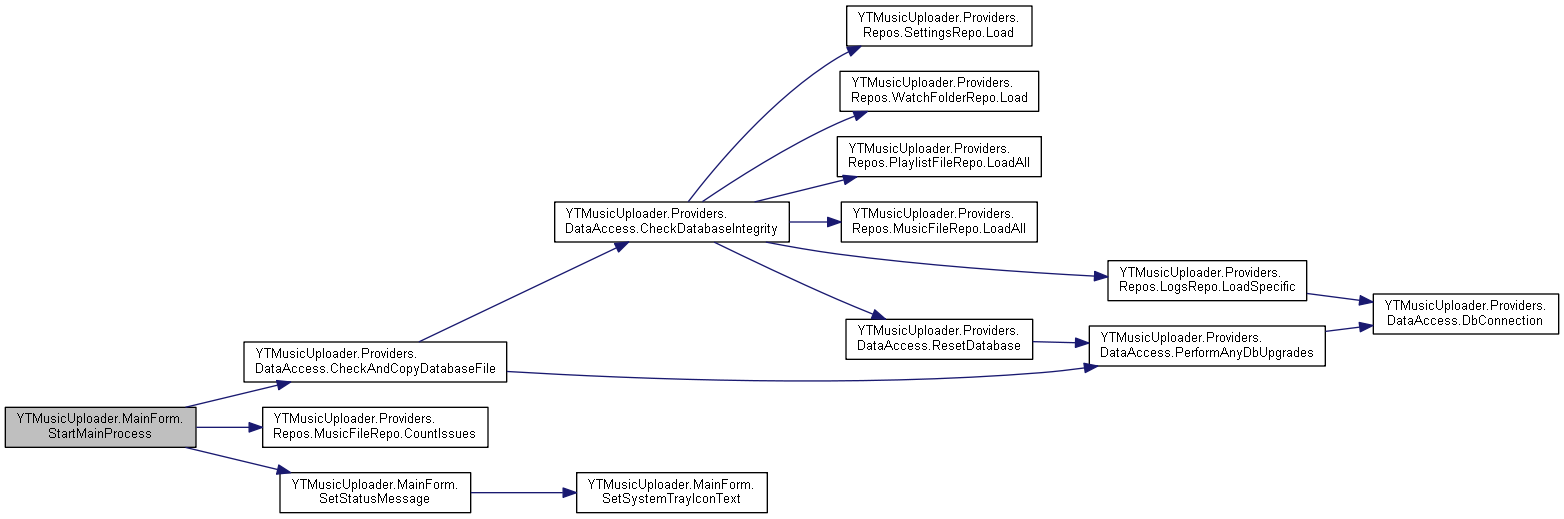 YTMusicUploader.Providers.
Repos.SettingsRepo.Load
YTMusicUploader.Providers.
Repos.WatchFolderRepo.Load
YTMusicUploader.Providers.
Repos.PlaylistFileRepo.LoadAll
YTMusicUploader.Providers.
DataAccess.CheckDatabaseIntegrity
YTMusicUploader.Providers.
Repos.MusicFileRepo.LoadAll
YTMusicUploader.Providers.
Repos.LogsRepo.LoadSpecific
YTMusicUploader.Providers.
DataAccess.DbConnection
YTMusicUploader.Providers.
DataAccess.ResetDatabase
YTMusicUploader.Providers.
DataAccess.PerformAnyDbUpgrades
YTMusicUploader.Providers.
DataAccess.CheckAndCopyDatabaseFile
YTMusicUploader.MainForm.
StartMainProcess
YTMusicUploader.Providers.
Repos.MusicFileRepo.CountIssues
YTMusicUploader.MainForm.
SetStatusMessage
YTMusicUploader.MainForm.
SetSystemTrayIconText